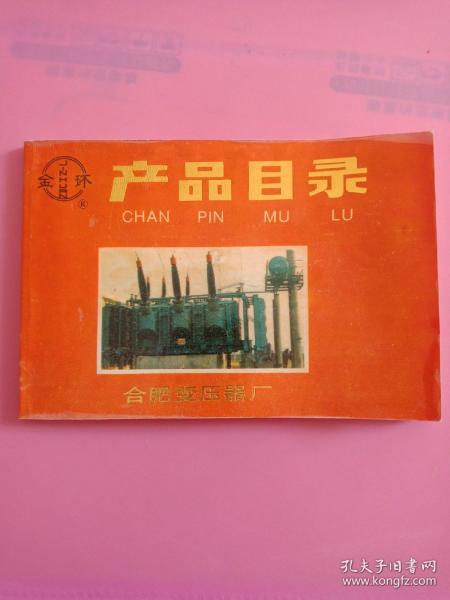 金环
®
产品目录
CHAN PIN MU LU
合肥变压器厂
孔夫子旧书网
www.kongfz.com